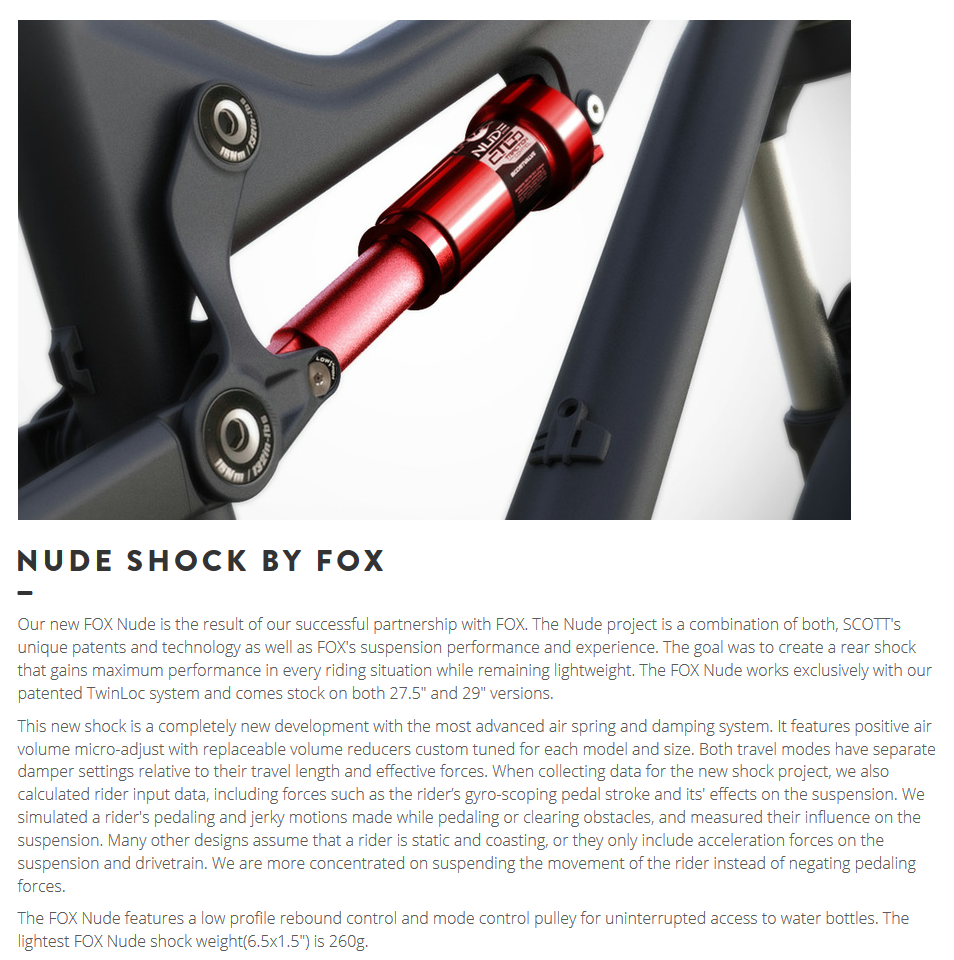 15Nm / 133in-lbs
NUDE
CTLD
TRACTION
BOOSTVALVE
LOW
15Nm / 133in-lbs
NUDE SHOCK BY FOX
Our new FOX Nude is the result of our successful partnership with FOX. The Nude project is a combination of both, SCOTT's
unique patents and technology as well as FOX's suspension performance and experience. The goal was to create a rear shock
that gains maximum performance in every riding situation while remaining lightweight. The FOX Nude works exclusively with our
patented TwinLoc system and comes stock on both 27.5" and 29" versions.
This new shock is a completely new development with the most advanced air spring and damping system. It features positive air
volume micro-adjust with replaceable volume reducers custom tuned for each model and size. Both travel modes have separate
damper settings relative to their travel length and effective forces. When collecting data for the new shock project, we also
calculated rider input data, including forces such as the rider’s gyro-scoping pedal stroke and its' effects on the suspension. We
simulated a rider's pedaling and jerky motions made while pedaling or clearing obstacles, and measured their influence on the
suspension. Many other designs assume that a rider is static and coasting, or they only include acceleration forces on the
suspension and drivetrain. We are more concentrated on suspending the movement of the rider instead of negating pedaling
forces.
The FOX Nude features a low profile rebound control and mode control pulley for uninterrupted access to water bottles. The
lightest FOX Nude shock weight(6.5x1.5") is 260g.